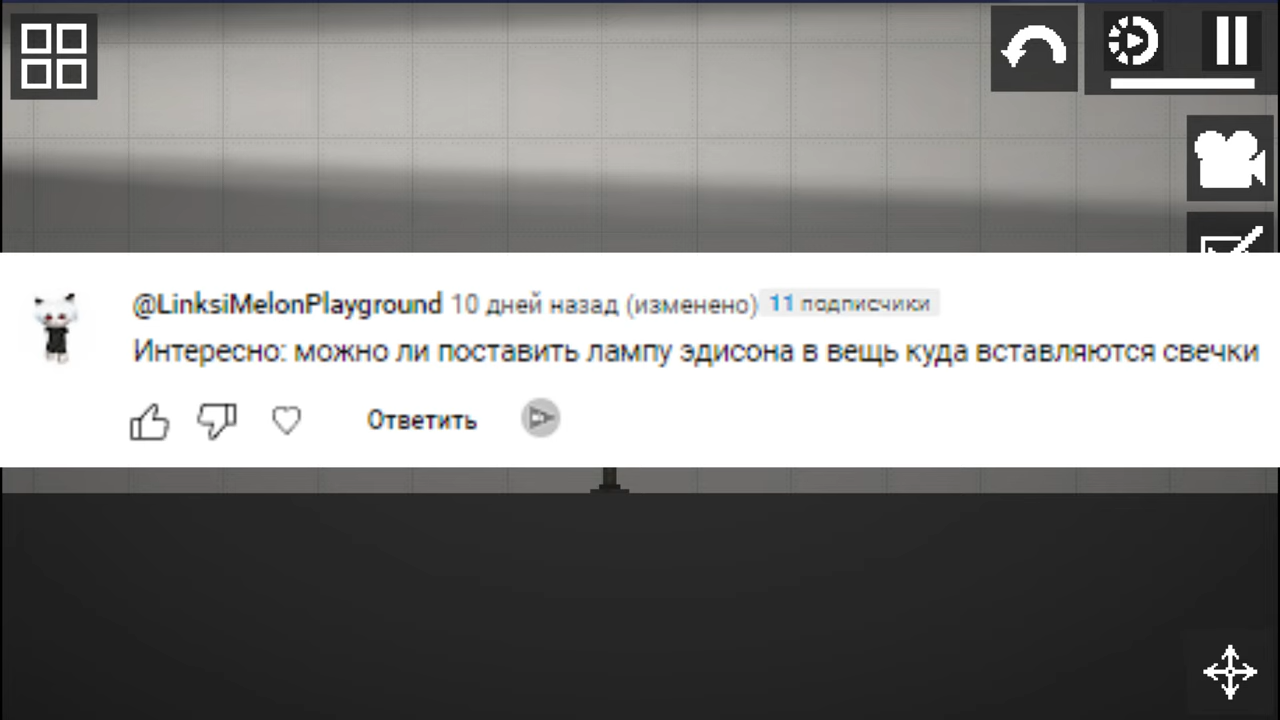 @LinksiMelonPlayground 10 дней назад (изменено) 11 подписчики
Интересно: можно ли поставить лампу эдисона в вещь куда вставляются свечки
Ответить